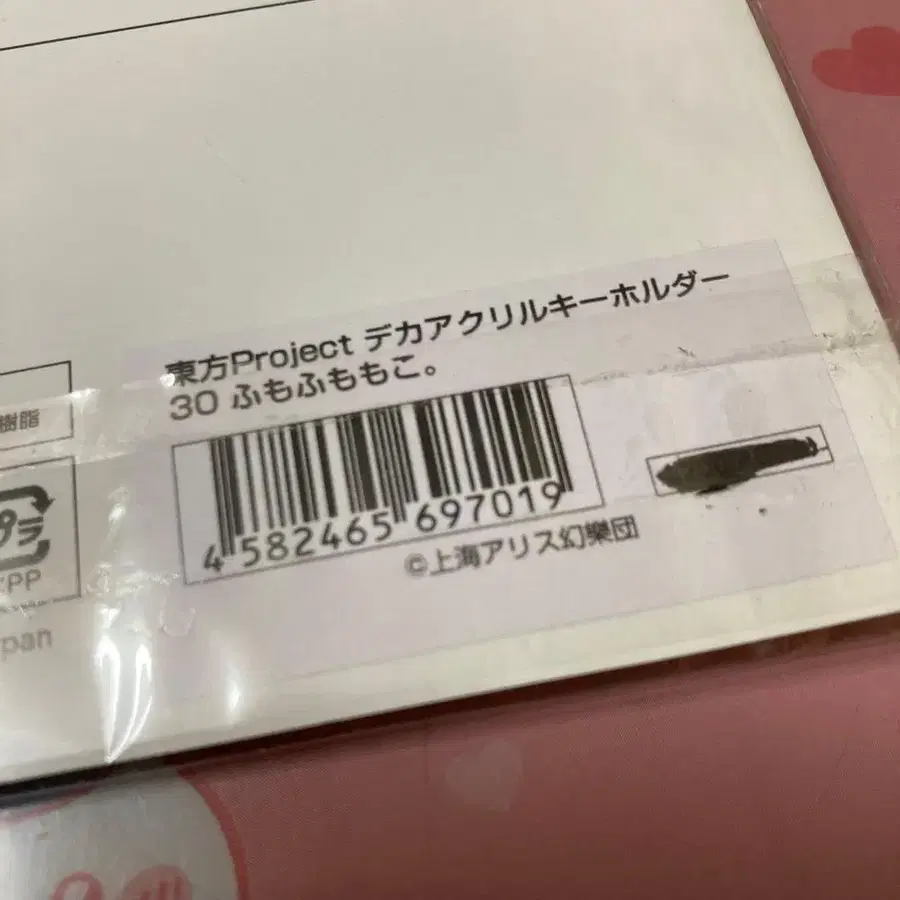 東方Project デカアクリルキーホルダー
30 ふもふももこ。
樹脂
プラ
PP
4 582465 697019
©上海アリス幻樂団
pan